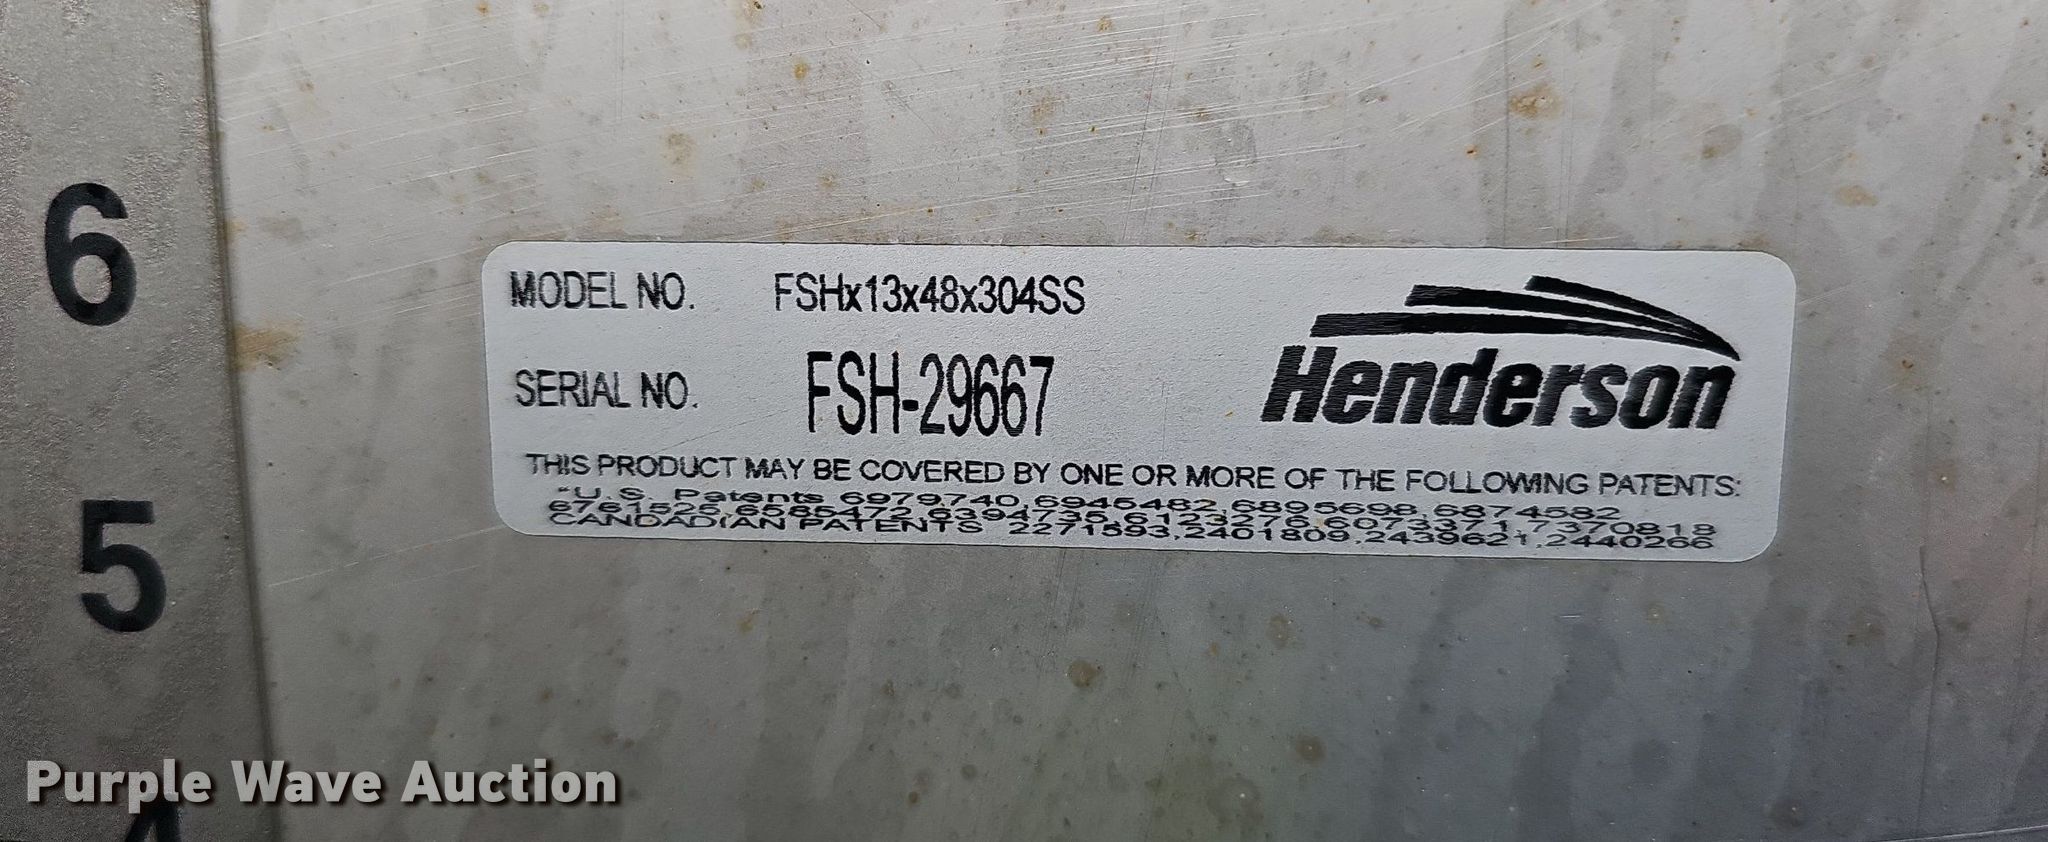 6
MODEL NO. FSHx13x48x304SS
SERIAL NO. FSH-29667
Henderson
THIS PRODUCT MAY BE COVERED BY ONE OR MORE OF THE FOLLOWING PATENTS:
"U.S. Patents 6979740,6945482,6895698,6874582
6761525,6585472,6394735,6123276,6073371,7370818
CANDADIAN PATENTS 2271593,2401809,2439621,2440266
5
Purple Wave Auction
4